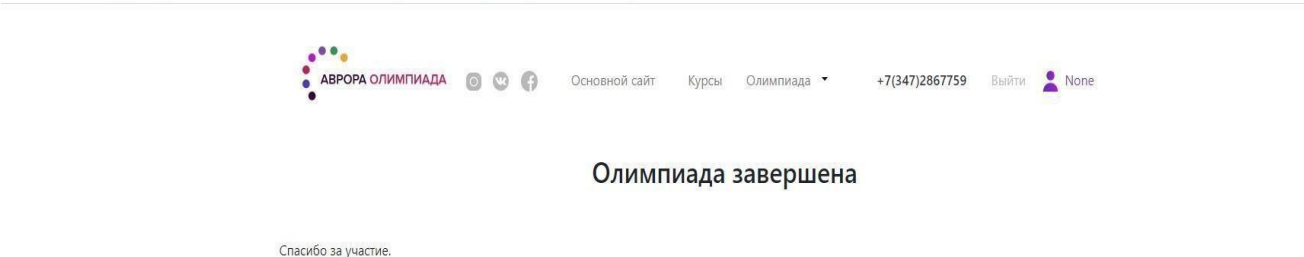 АВРОРА ОЛИМПИАДА Основной сайт Курсы Олимпиада +7(347)2867759 Выйти None
Олимпиада завершена
Спасибо за участие.